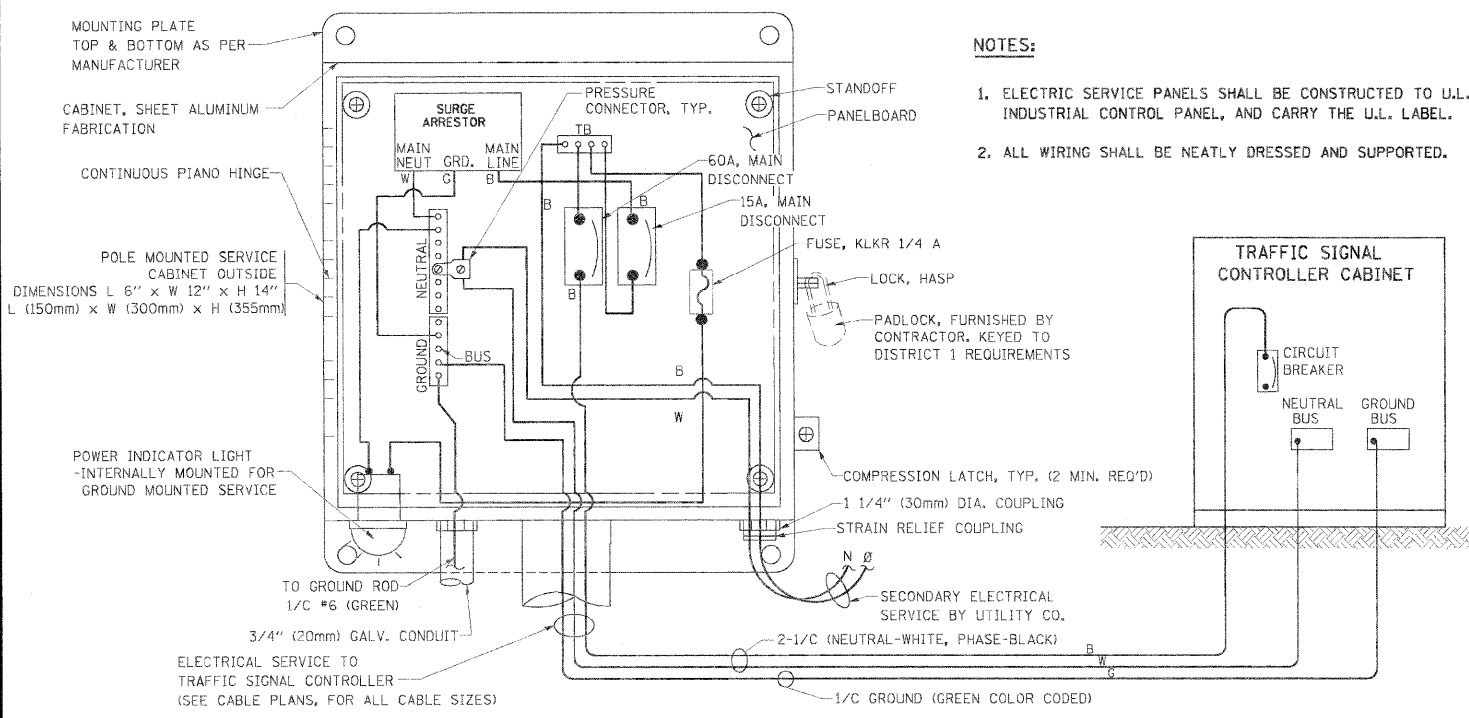 MOUNTING PLATE
TOP & BOTTOM AS PER
MANUFACTURER
CABINET, SHEET ALUMINUM
FABRICATION
CONTINUOUS PIANO HINGE
POLE MOUNTED SERVICE
CABINET OUTSIDE
DIMENSIONS L 6" x W 12" x H 14"
L (150mm) x W (300mm) x H (355mm)
POWER INDICATOR LIGHT
-INTERNALLY MOUNTED FOR
GROUND MOUNTED SERVICE
SURGE
ARRESTOR
MAIN
NEUT
GRD.
MAIN
LINE
W
G
B
PRESSURE
CONNECTOR, TYP.
TB
60A, MAIN
DISCONNECT
15A, MAIN
DISCONNECT
B
B
B
NEUTRAL
GROUND
BUS
B
W
STANDOFF
PANELBOARD
FUSE, KLKR 1/4 A
LOCK, HASP
PADLOCK, FURNISHED BY
CONTRACTOR. KEYED TO
DISTRICT 1 REQUIREMENTS
COMPRESSION LATCH, TYP. (2 MIN. REQ'D)
1 1/4" (30mm) DIA. COUPLING
STRAIN RELIEF COUPLING
N Ø
SECONDARY ELECTRICAL
SERVICE BY UTILITY CO.
TO GROUND ROD
1/C #6 (GREEN)
3/4" (20mm) GALV. CONDUIT
ELECTRICAL SERVICE TO
TRAFFIC SIGNAL CONTROLLER
(SEE CABLE PLANS, FOR ALL CABLE SIZES)
2-1/C (NEUTRAL-WHITE, PHASE-BLACK)
B
W
G
1/C GROUND (GREEN COLOR CODED)
NOTES:
1. ELECTRIC SERVICE PANELS SHALL BE CONSTRUCTED TO U.L.
INDUSTRIAL CONTROL PANEL, AND CARRY THE U.L. LABEL.
2. ALL WIRING SHALL BE NEATLY DRESSED AND SUPPORTED.
TRAFFIC SIGNAL
CONTROLLER CABINET
CIRCUIT
BREAKER
NEUTRAL
BUS
GROUND
BUS